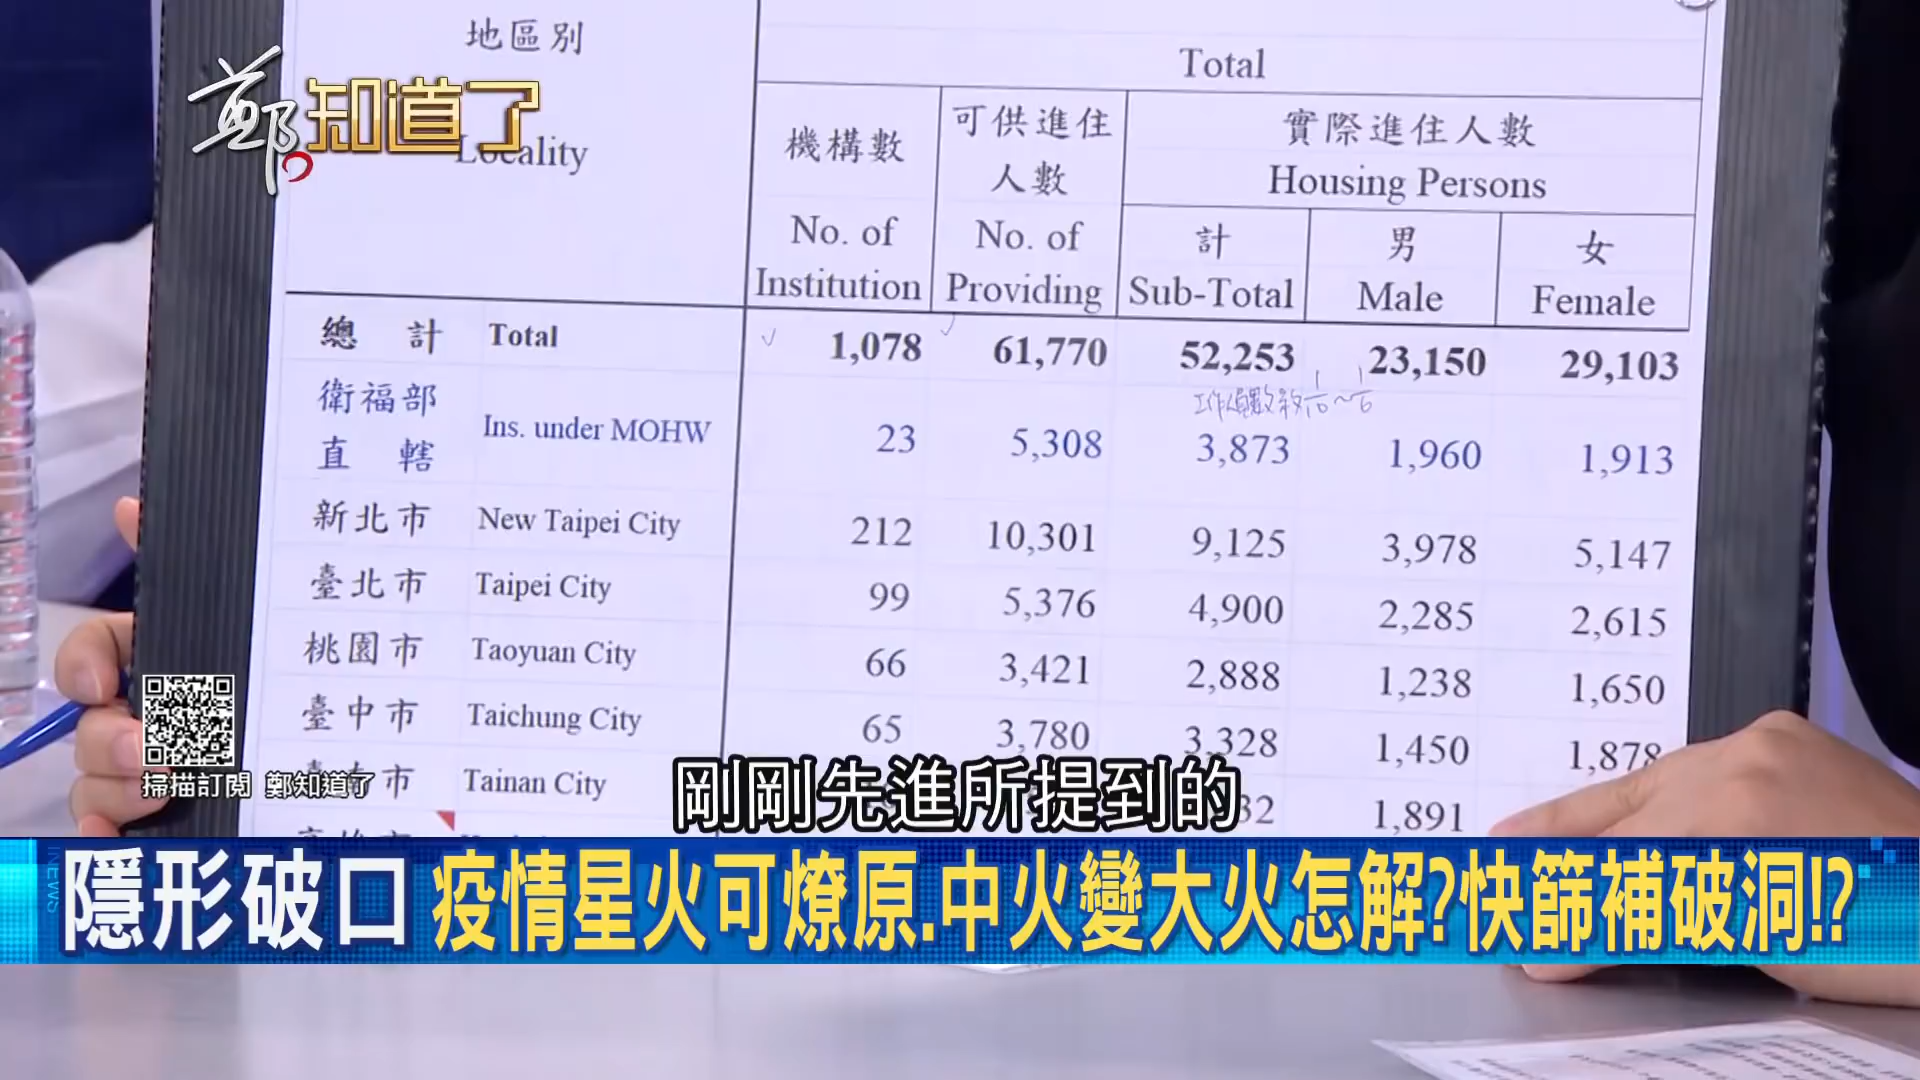 地區別
Locality
鄭知道了
Total
機構數
No. of
Institution
可供進住
人數
No. of
Providing
實際進住人數
Housing Persons
計
Sub-Total
男
Male
女
Female
總計 Total 1,078 61,770 52,253 23,150 29,103
工作人員數
衛福部
直轄 Ins. under MOHW 23 5,308 3,873 1,960 1,913
新北市 New Taipei City 212 10,301 9,125 3,978 5,147
臺北市 Taipei City 99 5,376 4,900 2,285 2,615
桃園市 Taoyuan City 66 3,421 2,888 1,238 1,650
臺中市 Taichung City 65 3,780 3,328 1,450 1,878
Tainan City 1,891
掃描訂閱 鄭知道了
剛剛先進所提到的
INEWS
隱形破口 疫情星火可燎原.中火變大火怎解?快篩補破洞!?